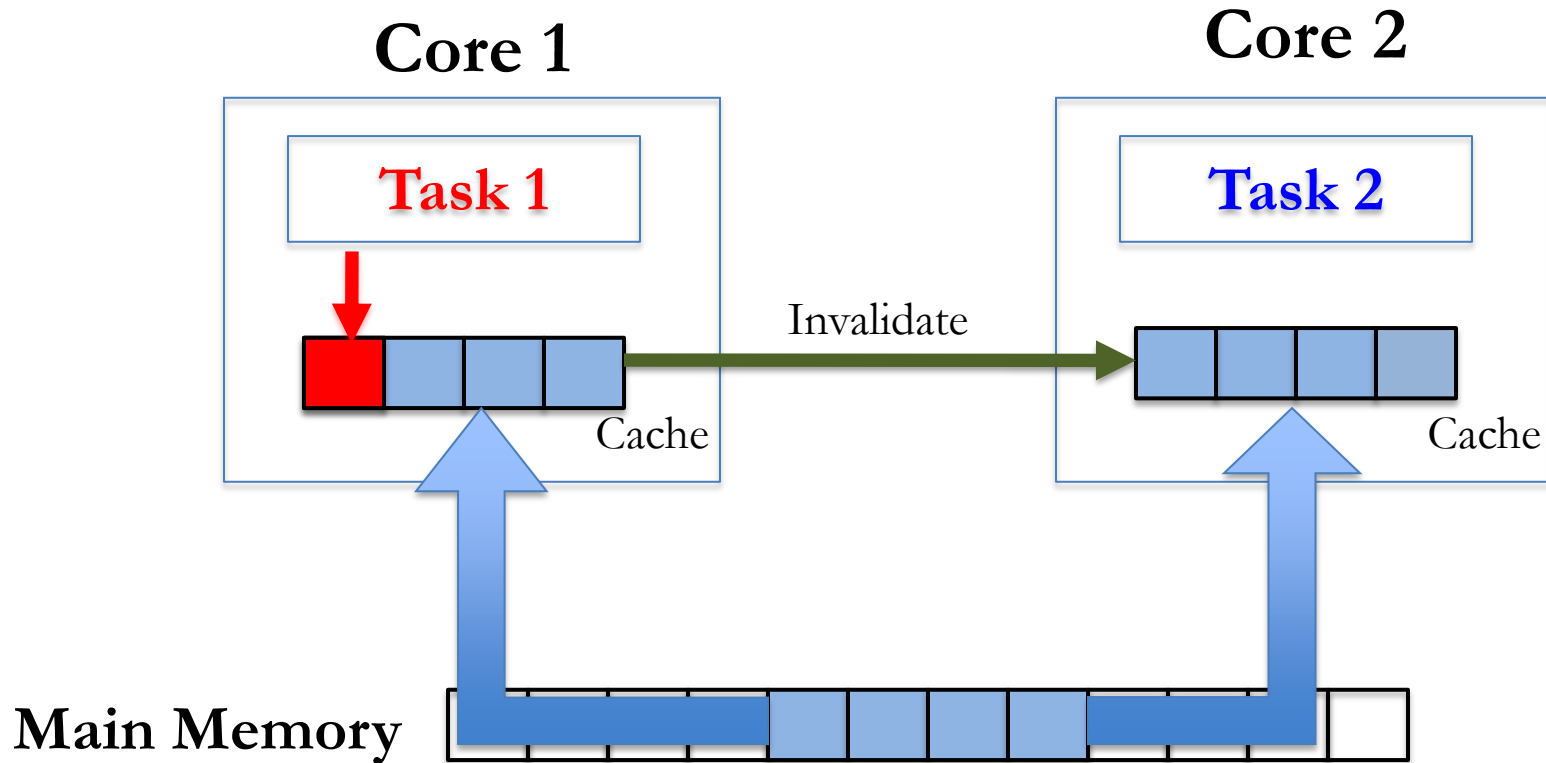 Core 1
Core 2
Task 1
Task 2
Invalidate
Cache
Cache
Main Memory